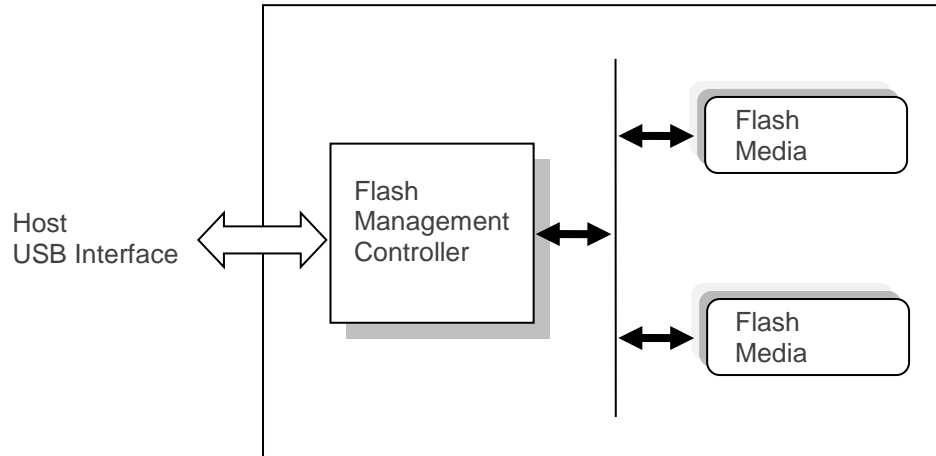 Host
USB Interface
Flash
Management
Controller
Flash
Media
Flash
Media